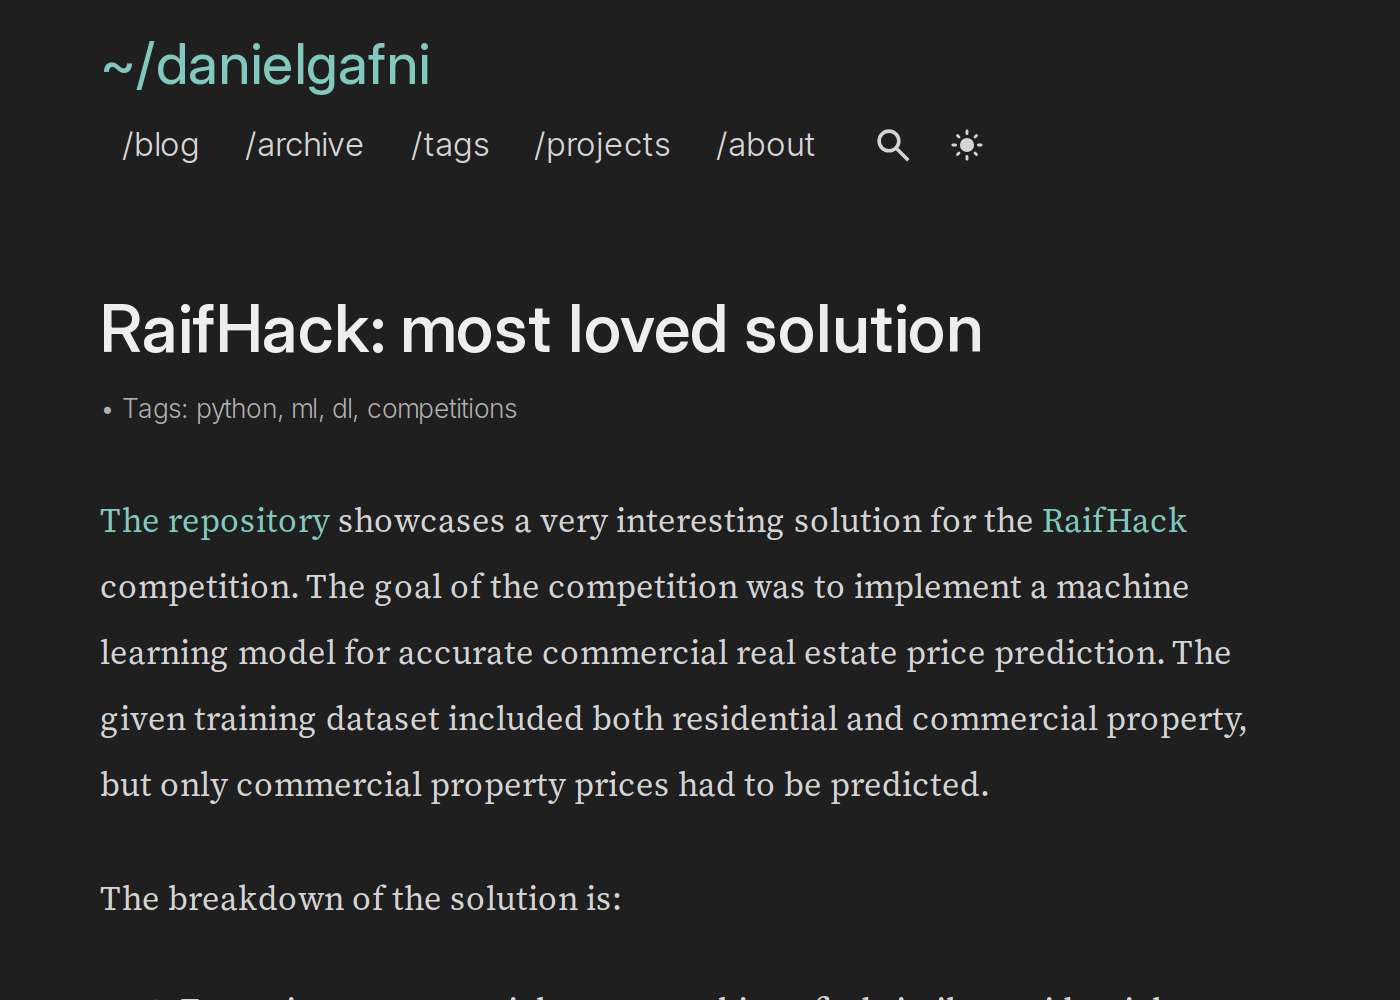 ~/danielgafni
/blog /archive /tags /projects /about
RaifHack: most loved solution
• Tags: python, ml, dl, competitions
The repository showcases a very interesting solution for the RaifHack
competition. The goal of the competition was to implement a machine
learning model for accurate commercial real estate price prediction. The
given training dataset included both residential and commercial property,
but only commercial property prices had to be predicted.
The breakdown of the solution is: